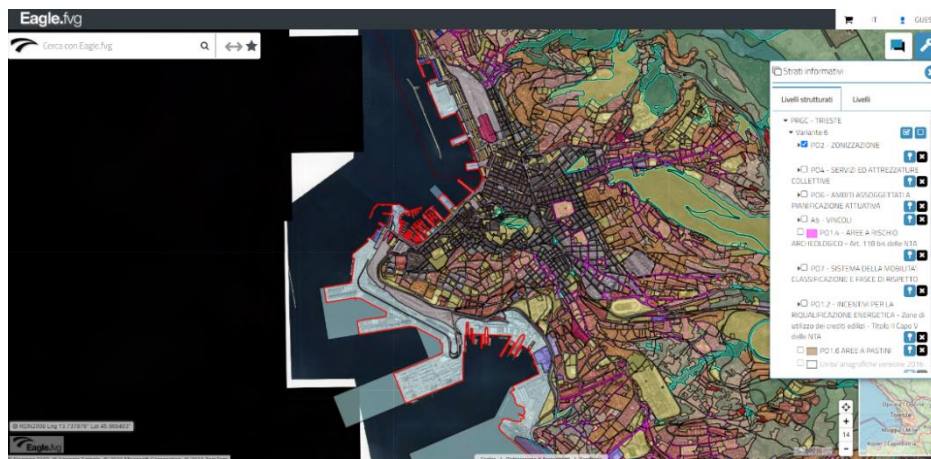 Eagle.fvg
IT
GUES
Cerca con Eagle.fvg
Strati informativi
Livelli strutturati Livelli
PRGC - TRIESTE
Variante 6
PO2 - ZONIZZAZIONE
PO4 - SERVIZI ED ATTREZZATURE
COLLETTIVE
PO6 - AMBITI ASSOGGETTATI A
PIANIFICAZIONE ATTUATIVA
A6 - VINCOLI
PO1.4 - AREE A RISCHIO
ARCHEOLOGICO - Art. 118 bis delle NTA
PO7 - SISTEMA DELLA MOBILITA':
CLASSIFICAZIONE E FASCE DI RISPETTO
PO1.2 - INCENTIVI PER LA
RIQUALIFICAZIONE ENERGETICA - Zone di
utilizzo dei crediti edilizi - Titolo II Capo V
delle NTA
PO1.6 AREE A PASTINI
Unita' anagrafiche versione 2016
+
14
-
Trieste
Eagle.fvg